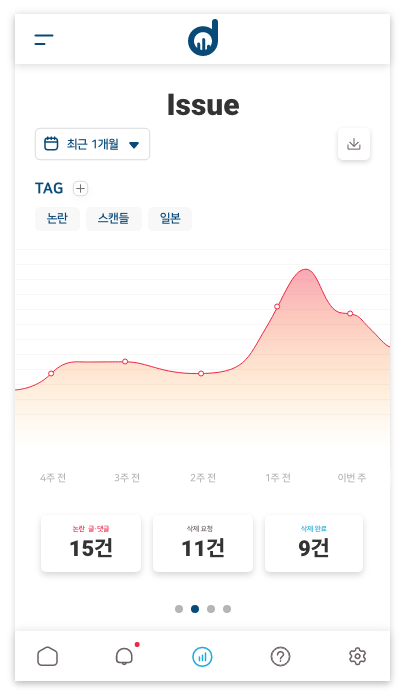 Issue
최근 1개월
TAG
논란 스캔들 일본
4주 전 3주 전 2주 전 1주 전 이번 주
논란 글·댓글 삭제 요청 삭제 완료
15건 11건 9건